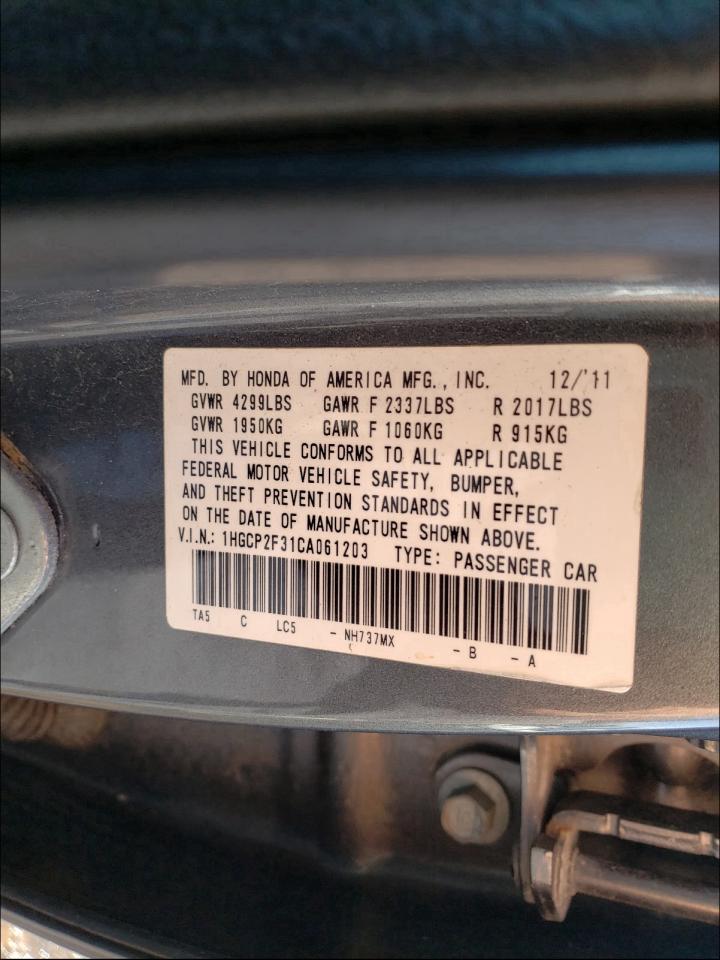 MFD. BY HONDA OF AMERICA MFG., INC. 12/'11
GVWR 4299LBS GAWR F 2337LBS R 2017LBS
GVWR 1950KG GAWR F 1060KG R 915KG
THIS VEHICLE CONFORMS TO ALL APPLICABLE
FEDERAL MOTOR VEHICLE SAFETY, BUMPER,
AND THEFT PREVENTION STANDARDS IN EFFECT
ON THE DATE OF MANUFACTURE SHOWN ABOVE.
V.I.N.: 1HGCP2F31CA061203 TYPE: PASSENGER CAR
TA5 C LC5 - NH737MX - B - A